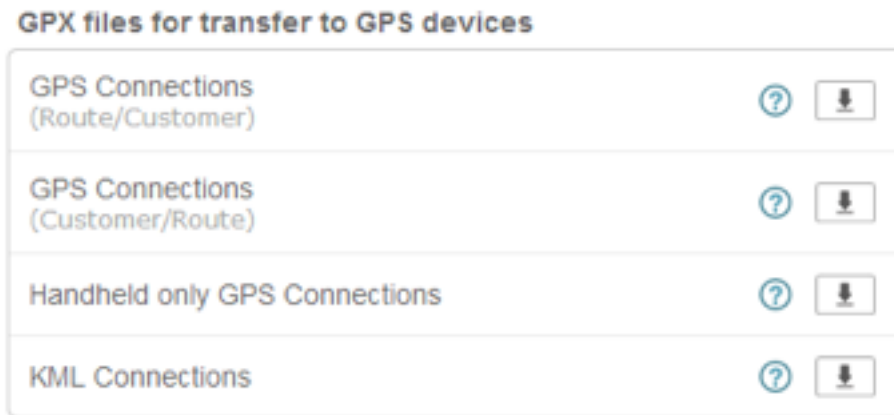 GPX files for transfer to GPS devices
GPS Connections
(Route/Customer)
GPS Connections
(Customer/Route)
Handheld only GPS Connections
KML Connections